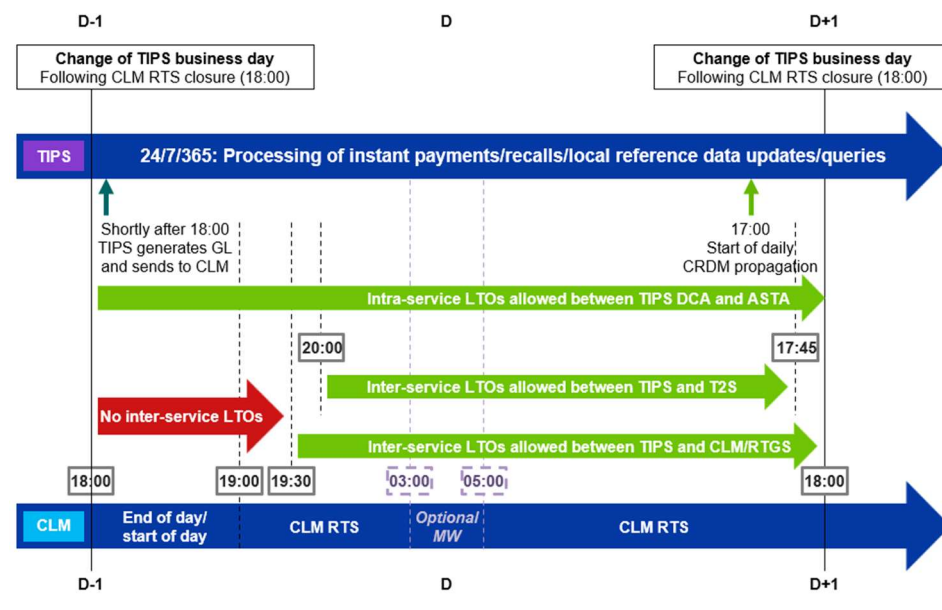 D-1
D
D+1
Change of TIPS business day
Following CLM RTS closure (18:00)
Change of TIPS business day
Following CLM RTS closure (18:00)
TIPS
24/7/365: Processing of instant payments/recalls/local reference data updates/queries
Shortly after 18:00
TIPS generates GL
and sends to CLM
17:00
Start of daily
CRDM propagation
Intra-service LTOs allowed between TIPS DCA and ASTA
20:00
17:45
Inter-service LTOs allowed between TIPS and T2S
No inter-service LTOs
Inter-service LTOs allowed between TIPS and CLM/RTGS
18:00
19:00
19:30
03:00
05:00
18:00
CLM
End of day/
start of day
CLM RTS
Optional
MW
CLM RTS
D-1
D
D+1